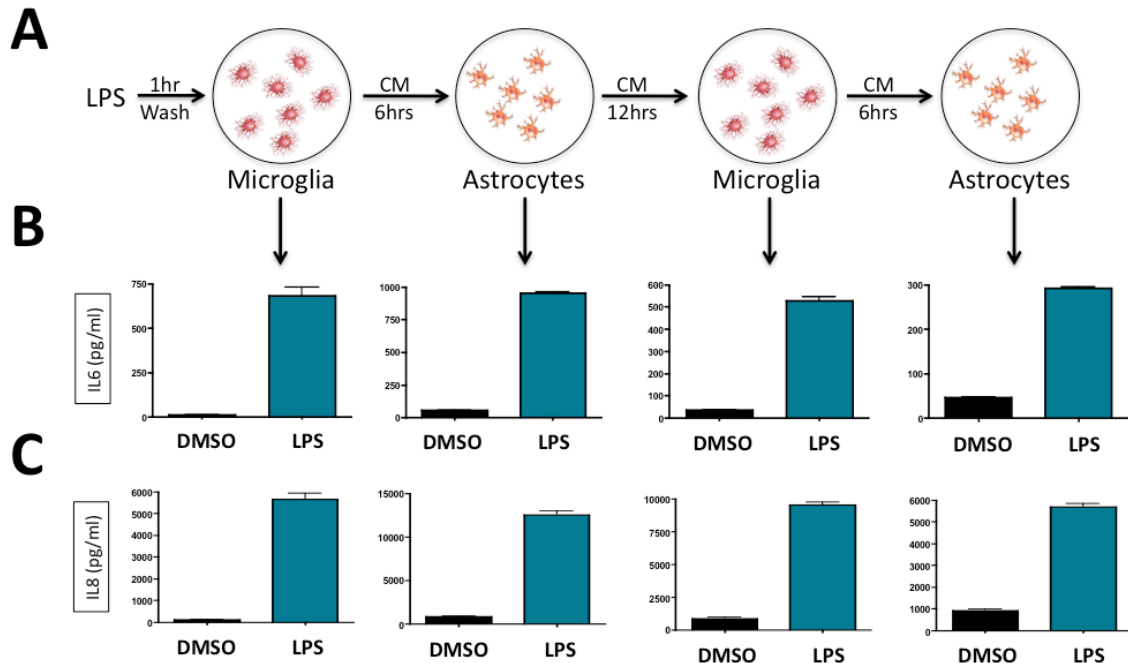 A
LPS
1hr
Wash
CM
6hrs
CM
12hrs
CM
6hrs
Microglia
Astrocytes
Microglia
Astrocytes
B
IL6 (pg/ml)
750
500
250
0
DMSO LPS
1000
750
500
250
0
DMSO LPS
600
500
400
300
200
100
0
DMSO LPS
300
200
100
0
DMSO LPS
C
IL8 (pg/ml)
6000
5000
4000
3000
2000
1000
0
DMSO LPS
15000
10000
5000
0
DMSO LPS
10000
7500
5000
2500
0
DMSO LPS
6000
5000
4000
3000
2000
1000
0
DMSO LPS